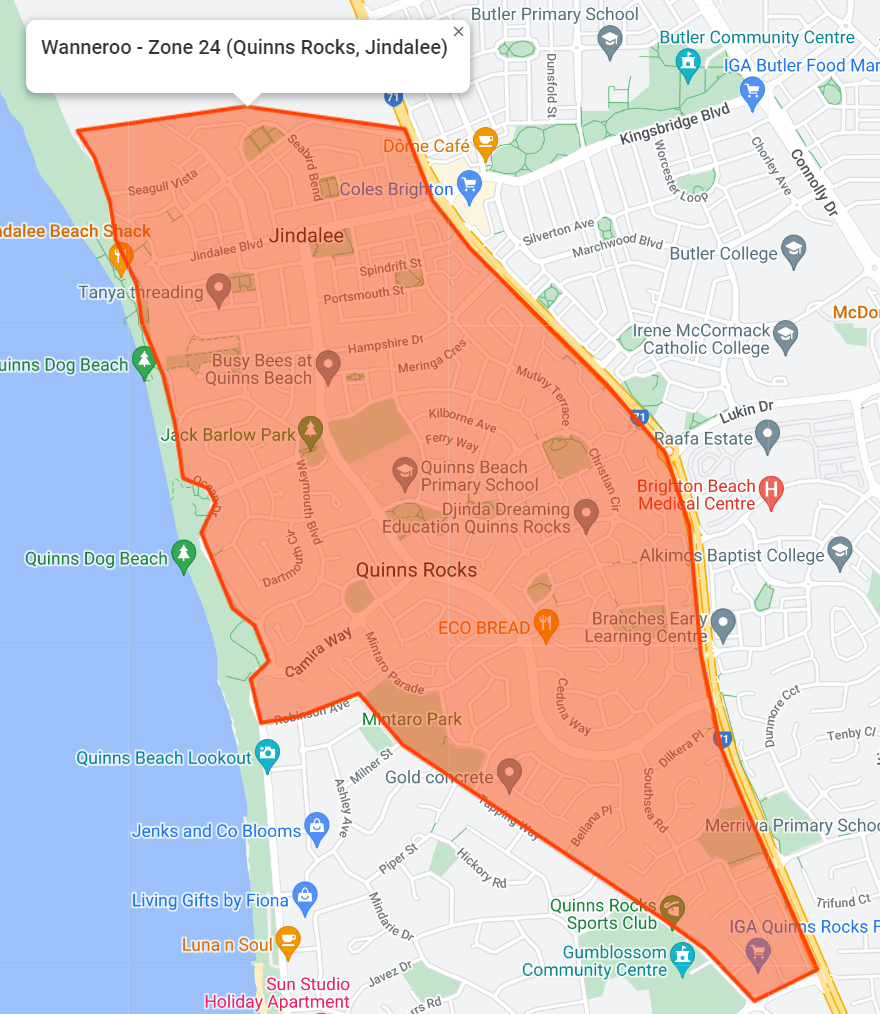 Butler Primary School
Wanneroo - Zone 24 (Quinns Rocks, Jindalee)
×
Butler Community Centre
IGA Butler Food Mar
Dunsfold St
71
Kingsbridge Blvd
Dôme Café
Connolly Dr
Chorley Ave
Worcester Loop
Seabird Bend
Seagull Vista
Coles Brighton
ndalee Beach Shack
Jindalee
Silverton Ave
Marchwood Blvd
Jindalee Blvd
Butler College
Spindrift St
Tanya threading
Portsmouth St
McDo
Irene McCormack
Catholic College
Hampshire Dr
Meringa Cres
uinns Dog Beach
Busy Bees at
Quinns Beach
Mutiny Terrace
Lukin Dr
71
Kilborne Ave
Jack Barlow Park
Ferry Way
Raafa Estate
Quinns Beach
Primary School
Christian Cir
Weymouth Blvd
Ocean Dr
Brighton Beach
Medical Centre
Djinda Dreaming
Education Quinns Rocks
Quinns Dog Beach
Alkimos Baptist College
Dartmouth Cr
Quinns Rocks
ECO BREAD
Branches Early
Learning Centre
Camira Way
Mintaro Parade
Ceduna Way
Robinson Ave
Mintaro Park
Dunmore Cct
Tenby C
71
Dilkera Pl
Quinns Beach Lookout
Milner St
Gold concrete
Southsea Rd
Ashley Ave
Tapping Way
Bellana Pl
Jenks and Co Blooms
Merriwa Primary Schoo
Piper St
Hickory Rd
Living Gifts by Fiona
Mindarie Dr
Trifund Ct
Quinns Rocks
Sports Club
IGA Quinns Rocks F
Luna n Soul
Gumblossom
Community Centre
Javez Dr
Sun Studio
Holiday Apartment
rrs Rd